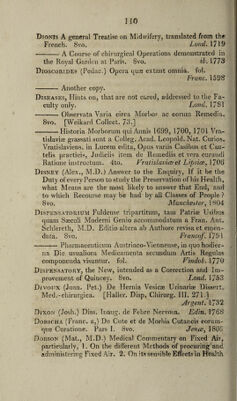 110
Dionis A general Treatise on Midwifery, translated from the
French. 8vo. Lond. 1719
——— A Course of chirurgical Operations demonstrated in
the Royal Garden at Paris. 8vo. ib. 1773
Dioscorides (Pedac.) Opera quæ extant omnia. fol.
Franc. 1598
——— Another copy.
Diseases, Hints on, that are not cured, addressed to the Fa-
culty only. Lond. 1791
——— Observata Varia circa Morbos ac eorum Remedia.
8vo. [Weikard Collect. 73.]
——— Historia Morborum qui Annis 1699, 1700, 1701 Vra-
tislaviæ grassati sunt a Colleg. Acad. Leopold. Nat. Curios.
Vratislaviens. in Lucem edita, Opus variis Casibus et Cau-
telis practicis, Judiciis item de Remediis et vera curandi
Ratione instructum. 4to. Vratislaviæ et Lipsiæ, 1706
Disney (Alex., M.D.) Answer to the Enquiry, If it be the
Duty of every Person to study the Preservation of his Health,
what Means are the most likely to answer that End, and
to which Recourse may be had by all Classes of People?
8vo. Manchester, 1804
Dispensatorium Fuldense tripartitum, tam Patriæ Usibus
quam Sæculi Moderni Genio accommodatum a Fran. Ant.
Schlereth, M.D. Editio altera ab Authore revisa et emen-
data. 8vo. Francof. 1791
——— Pharmaceuticum Austriaco-Viennense, in quo hodier-
na Die usualiora Medicamenta secundum Artis Regulas
componenda visuntur. fol. Vindob. 1770
Dispensatory, the New, intended as a Correction and Im-
provement of Quincey. 8vo. Lond. 1753
Divoux (Joan. Pet.) De Hernia Vesicæ Urinariæ Dissert.
Med.-chirurgica. [Haller. Disp. Chirurg. III. 271.]
Argent. 1732
Dixon (Josh.) Diss. Inaug. de Febre Nervosa. Edin. 1768
Dobicha (Franc. a,) De Cute et de Morbis Cutaneis eorum-
que Curatione. Pars I. 8vo. Jenæ, 1805
Dobson (Mat., M.D.) Medical Commentary on Fixed Air,
particularly, 1. On the different Methods of procuring and
administering Fixed Air. 2. On its sensible Effects in Health